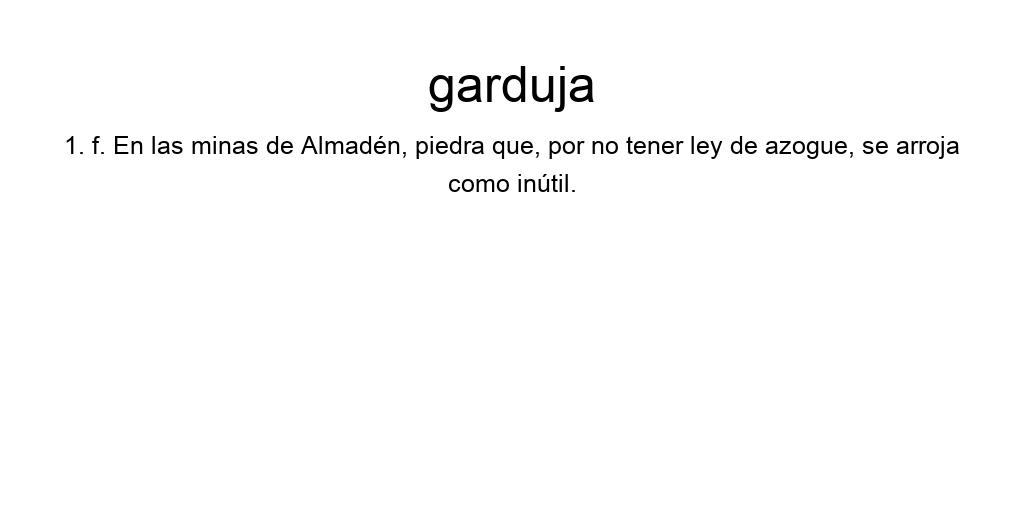 garduja
1. f. En las minas de Almadén, piedra que, por no tener ley de azogue, se arroja
como inútil.